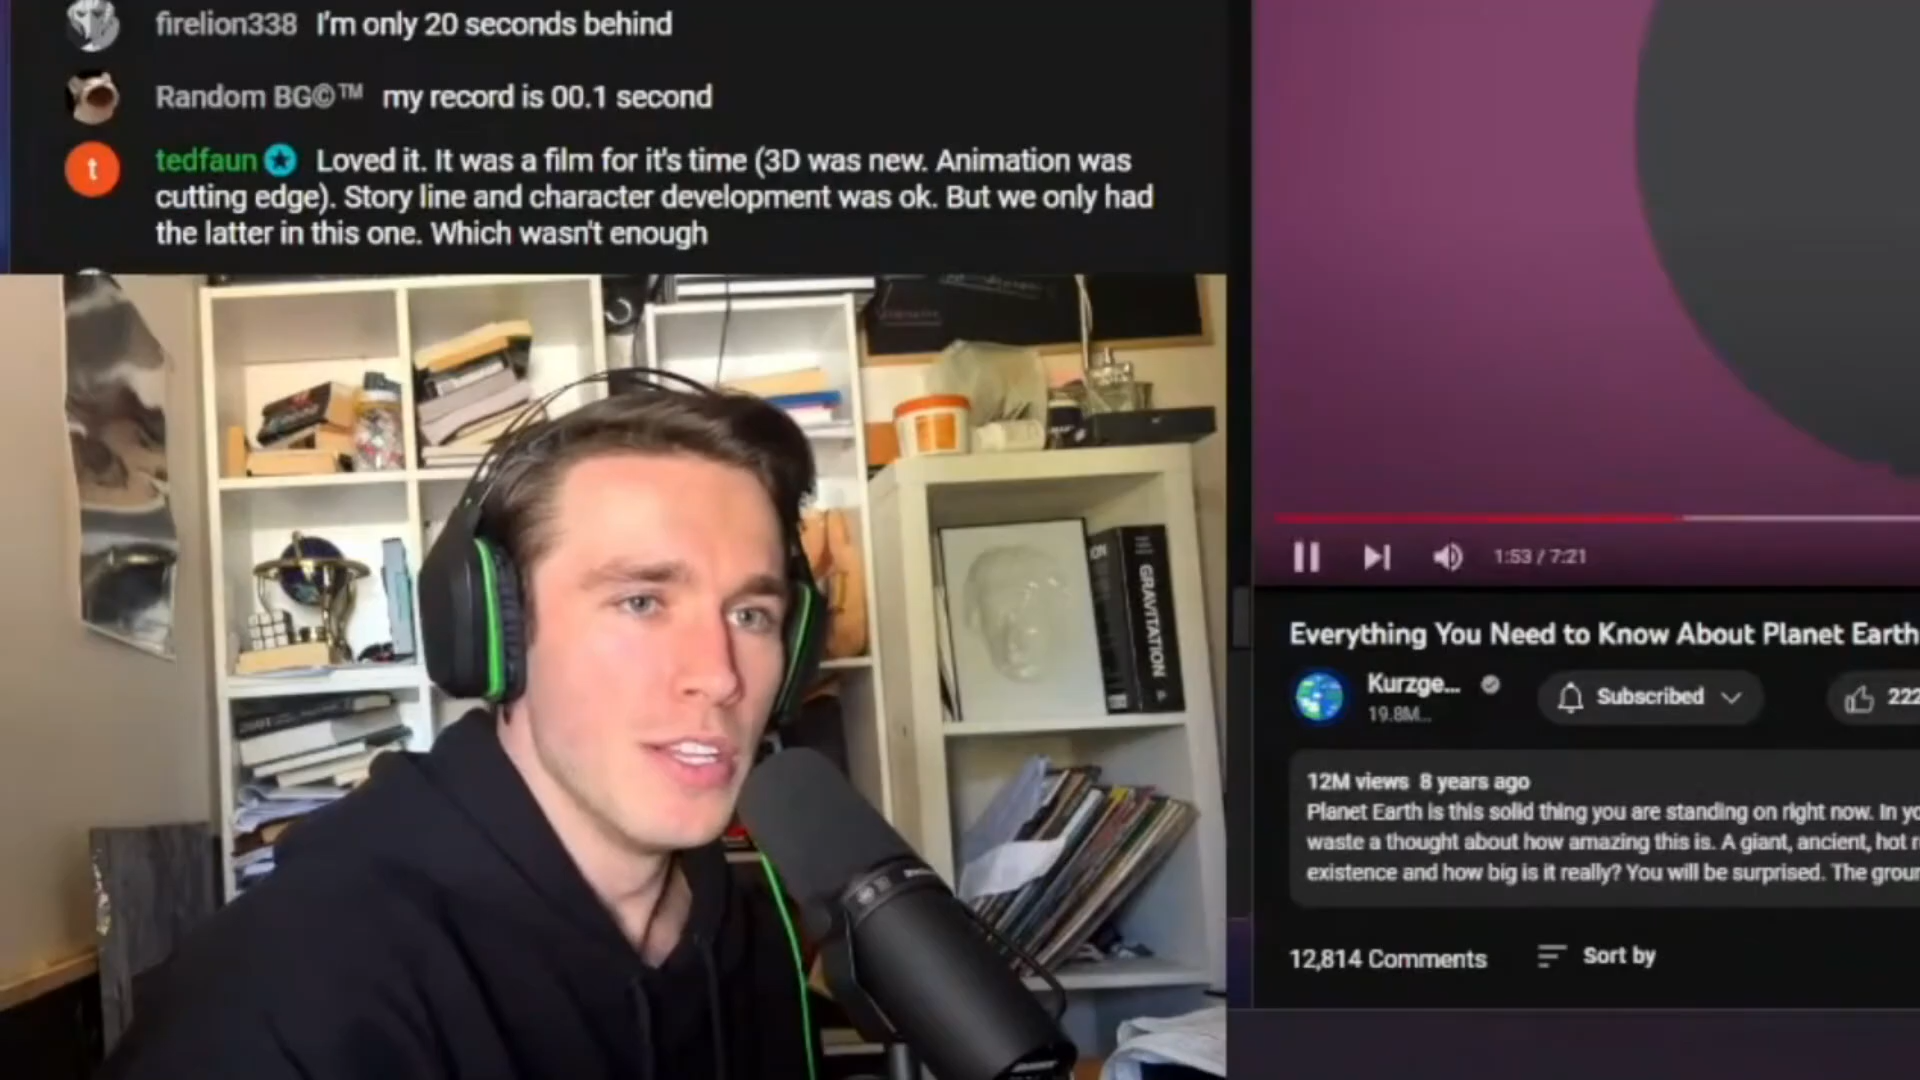 firelion338 I'm only 20 seconds behind
Random BG©™ my record is 00.1 second
t
tedfaun Loved it. It was a film for it's time (3D was new. Animation was
cutting edge). Story line and character development was ok. But we only had
the latter in this one. Which wasn't enough
GRAVITATION
1:53 / 7:21
Everything You Need to Know About Planet Earth
Kurzge...
19.8M...
Subscribed
222
12M views 8 years ago
Planet Earth is this solid thing you are standing on right now. In yo
waste a thought about how amazing this is. A giant, ancient, hot r
existence and how big is it really? You will be surprised. The groun
12,814 Comments
Sort by